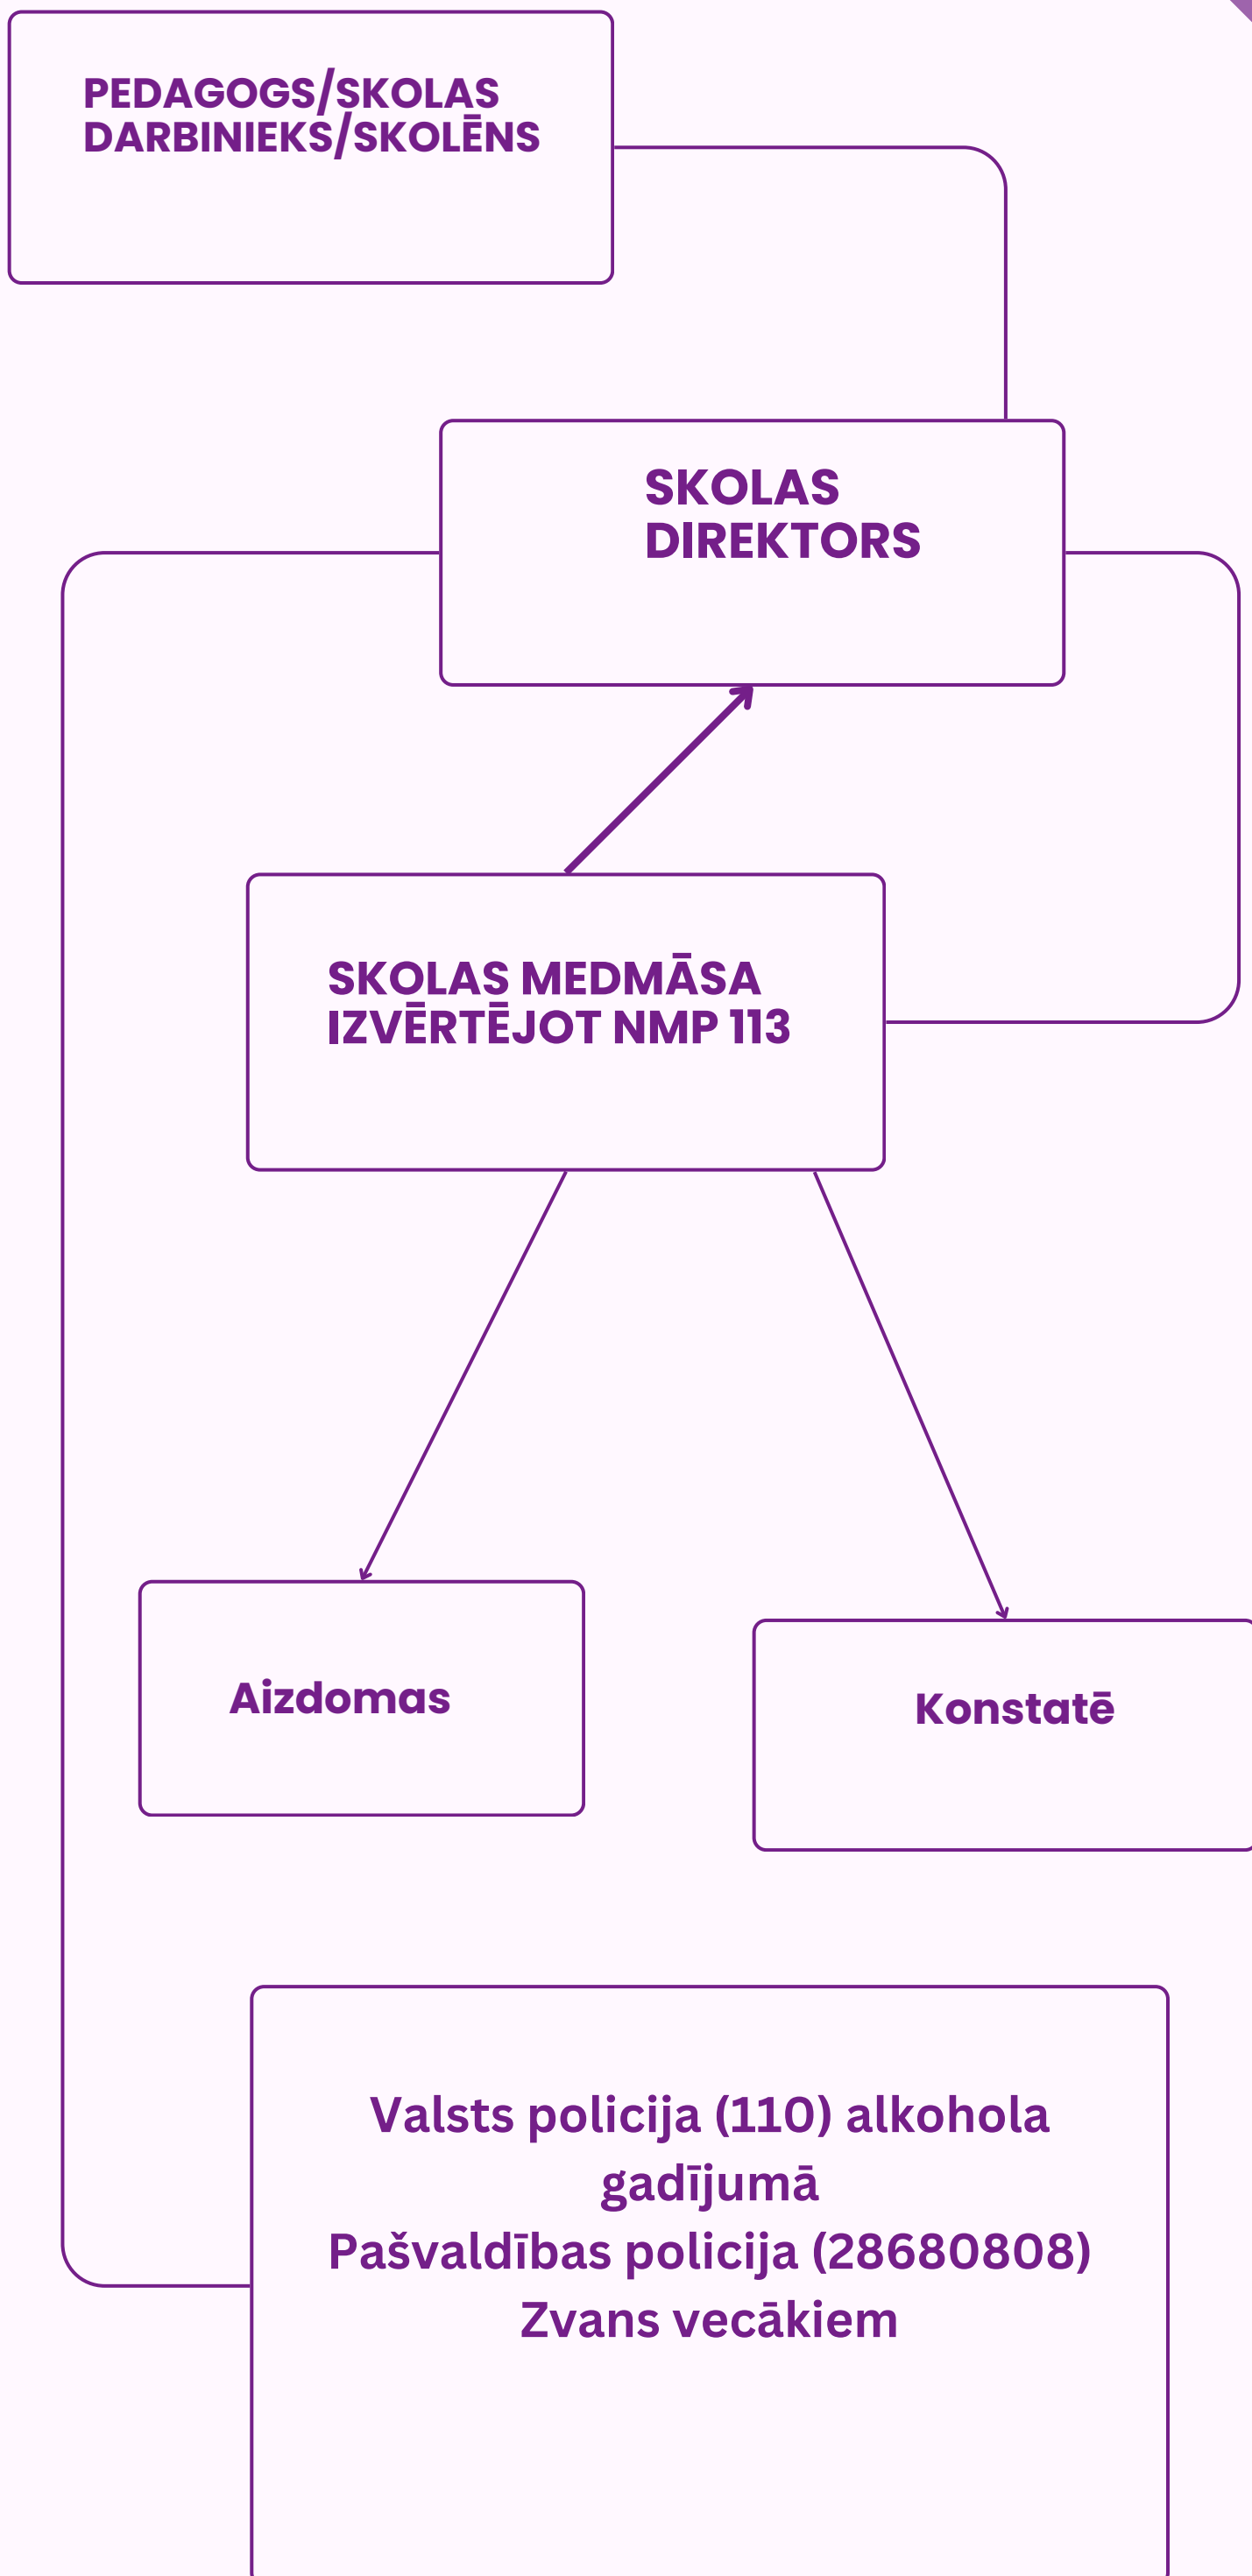 PEDAGOGS/SKOLAS
DARBINIEKS/SKOLĒNS
SKOLAS
DIREKTORS
SKOLAS MEDMĀSA
IZVĒRTĒJOT NMP 113
Aizdomas
Konstatē
Valsts policija (110) alkohola
gadījumā
Pašvaldības policija (28680808)
Zvans vecākiem